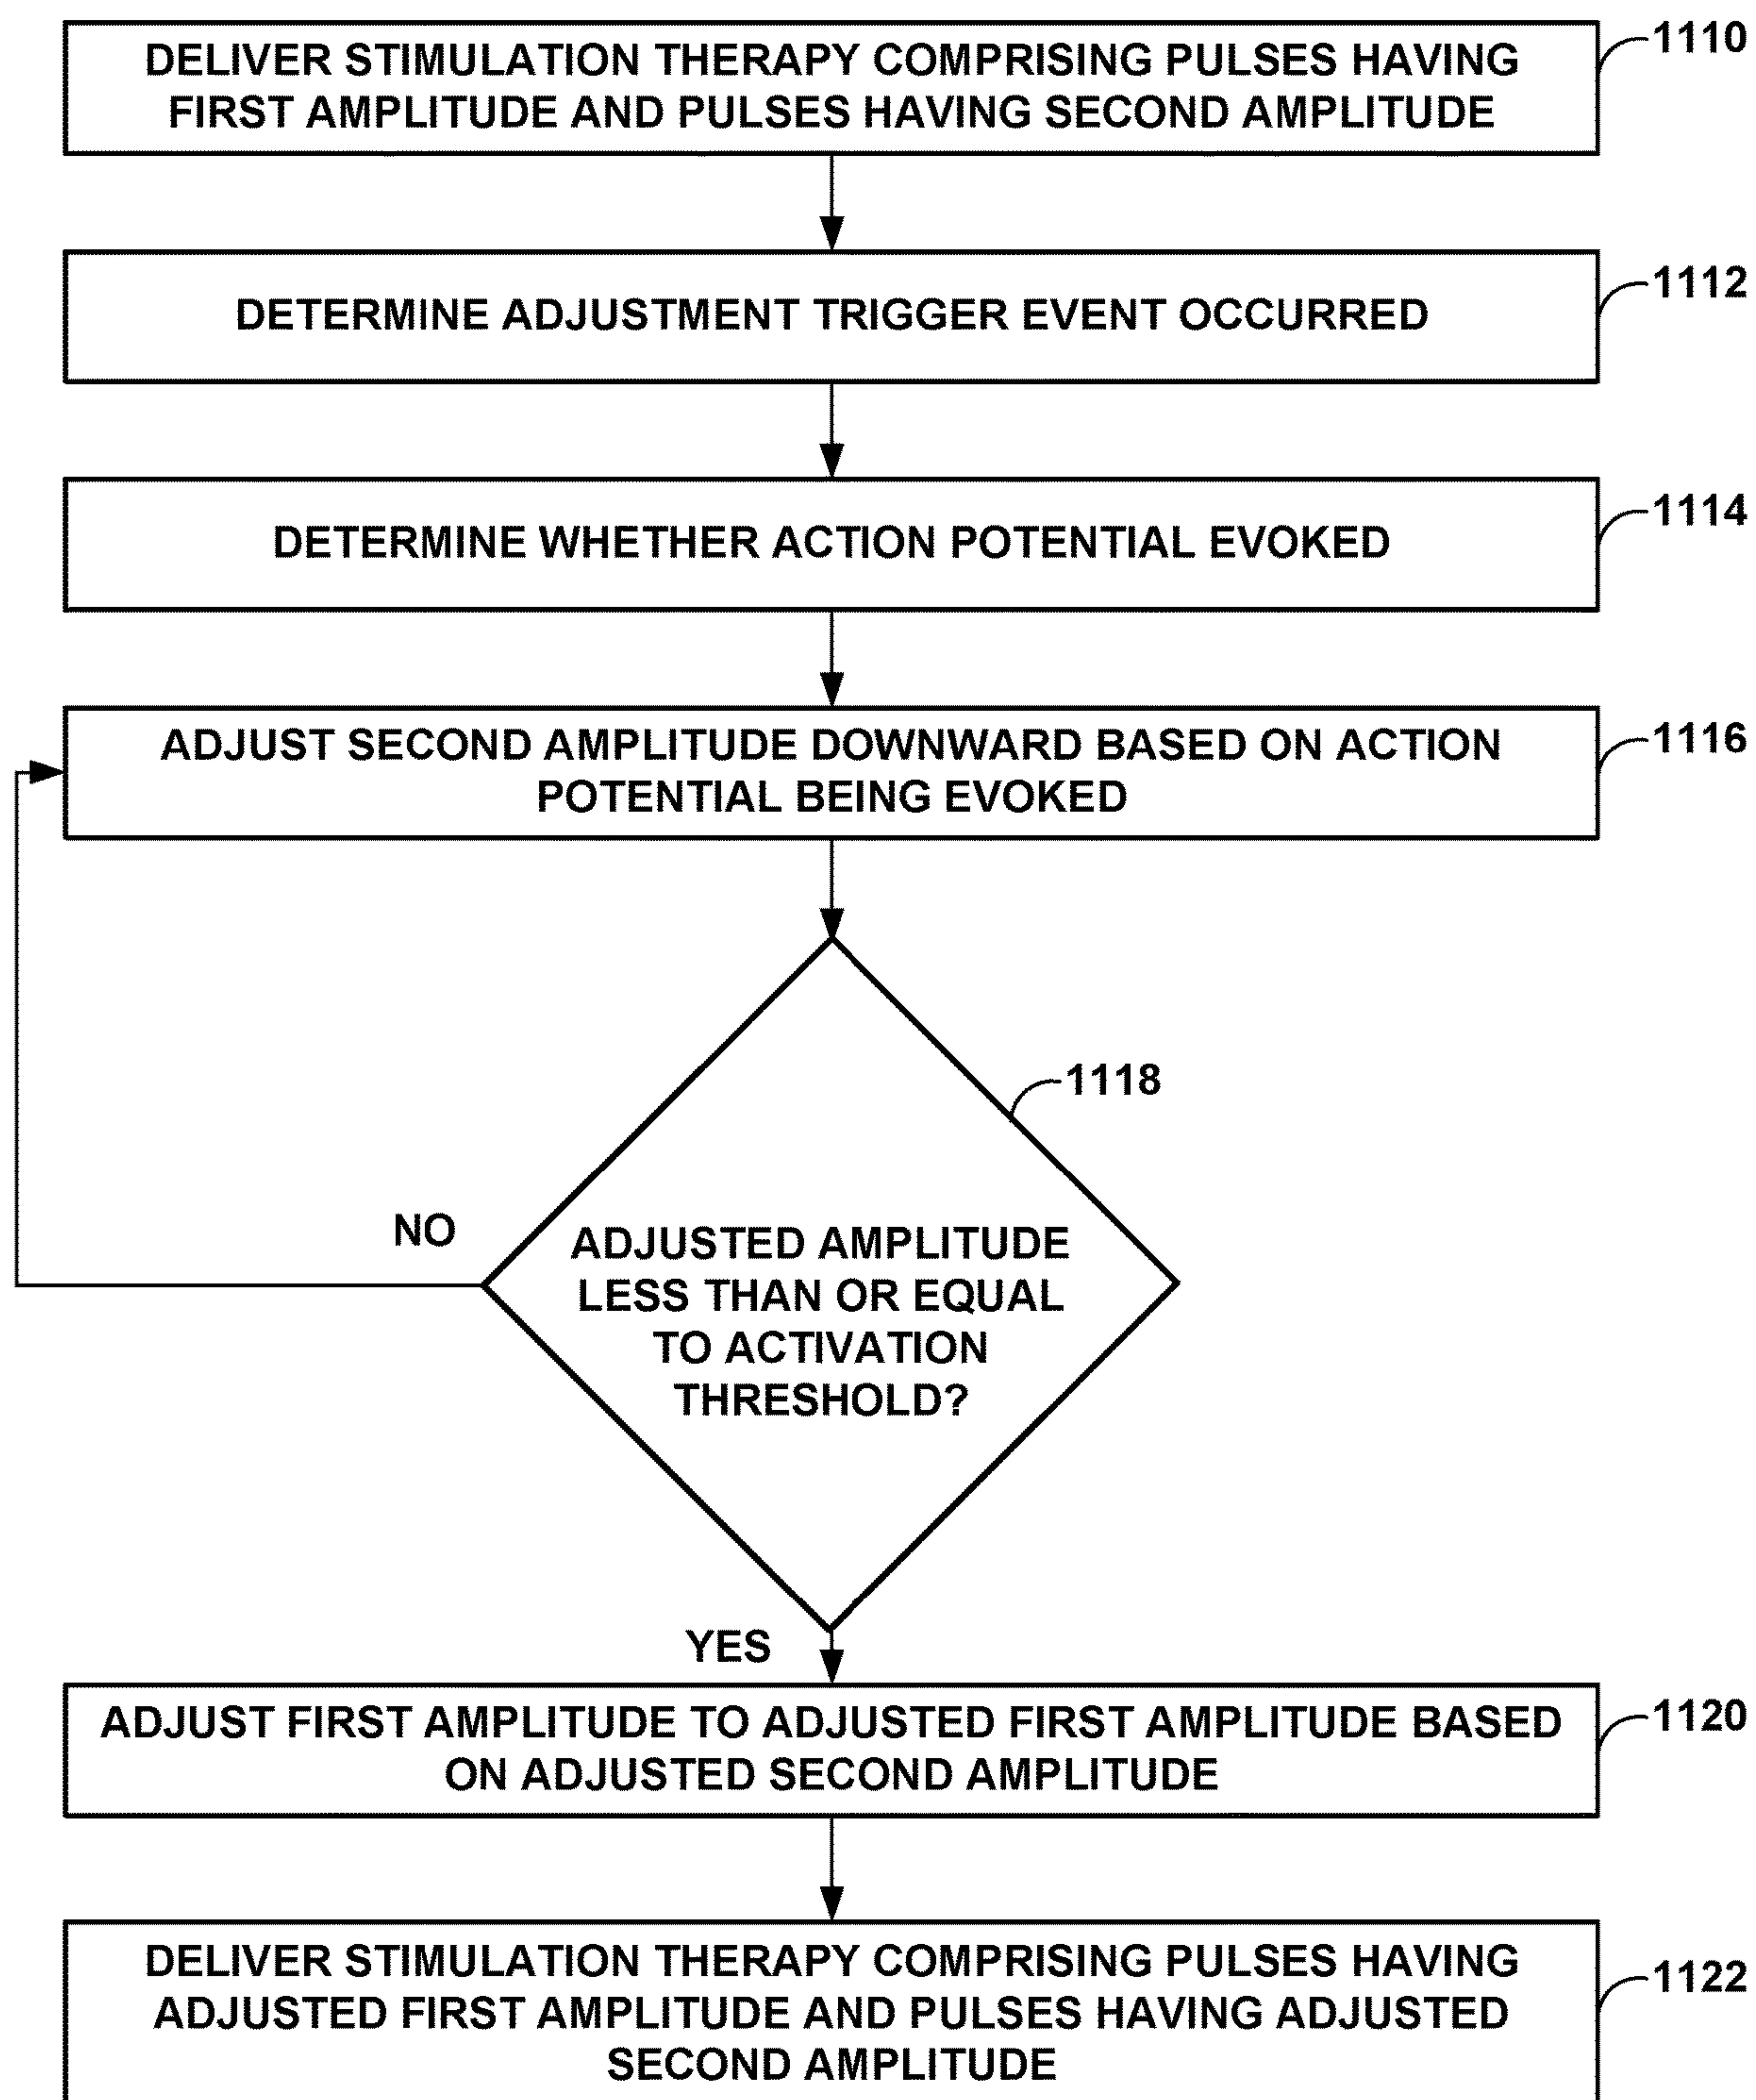 DELIVER STIMULATION THERAPY COMPRISING PULSES HAVING
FIRST AMPLITUDE AND PULSES HAVING SECOND AMPLITUDE
1110
DETERMINE ADJUSTMENT TRIGGER EVENT OCCURRED
1112
DETERMINE WHETHER ACTION POTENTIAL EVOKED
1114
ADJUST SECOND AMPLITUDE DOWNWARD BASED ON ACTION
POTENTIAL BEING EVOKED
1116
1118
NO
ADJUSTED AMPLITUDE
LESS THAN OR EQUAL
TO ACTIVATION
THRESHOLD?
YES
ADJUST FIRST AMPLITUDE TO ADJUSTED FIRST AMPLITUDE BASED
ON ADJUSTED SECOND AMPLITUDE
1120
DELIVER STIMULATION THERAPY COMPRISING PULSES HAVING
ADJUSTED FIRST AMPLITUDE AND PULSES HAVING ADJUSTED
SECOND AMPLITUDE
1122